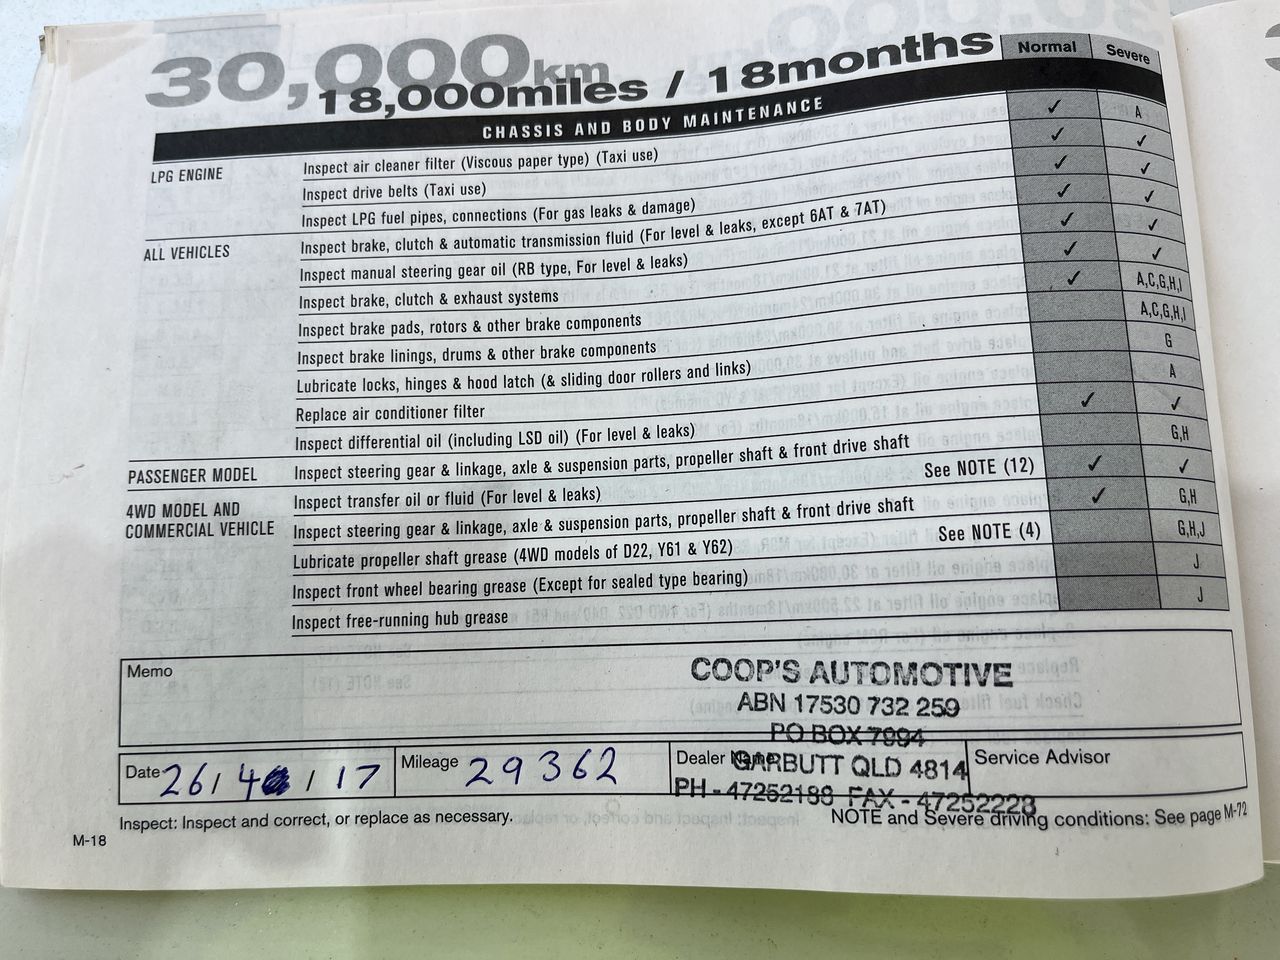 30,000km
18,000miles / 18months Normal Severe
CHASSIS AND BODY MAINTENANCE
LPG ENGINE Inspect air cleaner filter (Viscous paper type) (Taxi use) ✓ A
Inspect drive belts (Taxi use) ✓ ✓
Inspect LPG fuel pipes, connections (For gas leaks & damage) ✓ ✓
ALL VEHICLES Inspect brake, clutch & automatic transmission fluid (For level & leaks, except 6AT & 7AT) ✓ ✓
Inspect manual steering gear oil (RB type, For level & leaks) ✓ ✓
Inspect brake, clutch & exhaust systems ✓ ✓
Inspect brake pads, rotors & other brake components ✓ A,C,G,H,I
Inspect brake linings, drums & other brake components A,C,G,H,I
Lubricate locks, hinges & hood latch (& sliding door rollers and links) G
Replace air conditioner filter A
Inspect differential oil (including LSD oil) (For level & leaks) ✓ ✓
PASSENGER MODEL Inspect steering gear & linkage, axle & suspension parts, propeller shaft & front drive shaft G,H
4WD MODEL AND COMMERCIAL VEHICLE Inspect transfer oil or fluid (For level & leaks) See NOTE (12) ✓ ✓
Inspect steering gear & linkage, axle & suspension parts, propeller shaft & front drive shaft ✓ G,H
Lubricate propeller shaft grease (4WD models of D22, Y61 & Y62) See NOTE (4) G,H,J
Inspect front wheel bearing grease (Except for sealed type bearing) J
Inspect free-running hub grease J
Memo
COOP'S AUTOMOTIVE
ABN 17530 732 259
PO BOX 7994
GARBUTT QLD 4814
PH - 47252188 FAX - 47252223
Date 26 / 4 / 17 Mileage 29362 Dealer Name Service Advisor
Inspect: Inspect and correct, or replace as necessary. NOTE and Severe driving conditions: See page M-72
M-18